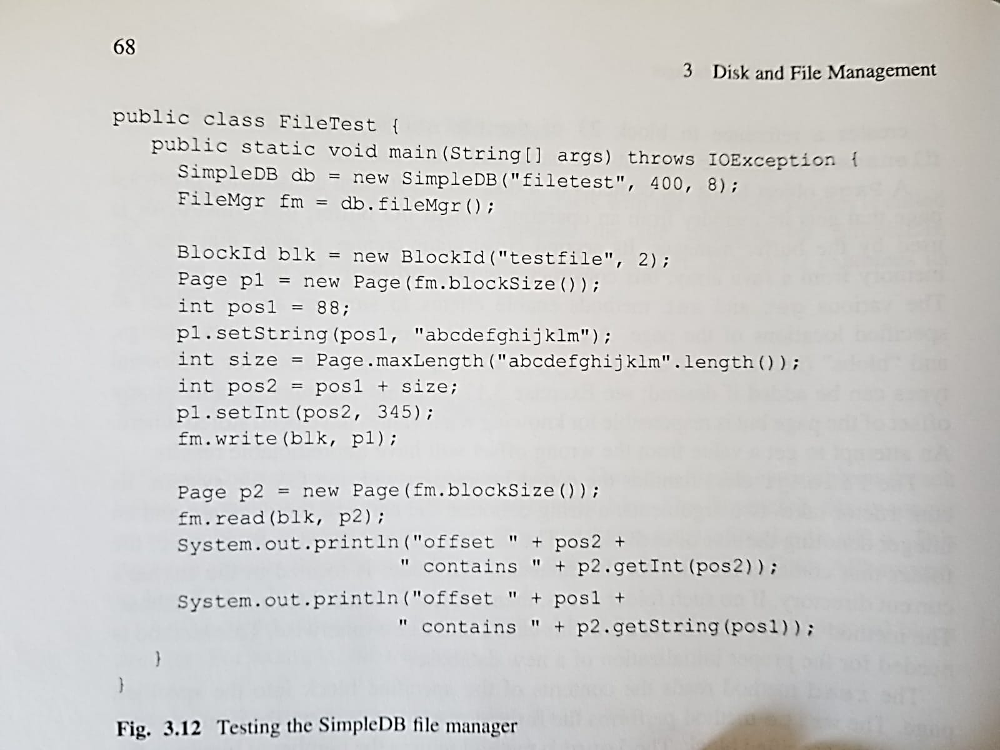 68
3 Disk and File Management
public class FileTest {
public static void main(String[] args) throws IOException {
SimpleDB db = new SimpleDB("filetest", 400, 8);
FileMgr fm = db.fileMgr();
BlockId blk = new BlockId("testfile", 2);
Page p1 = new Page(fm.blockSize());
int pos1 = 88;
p1.setString(pos1, "abcdefghijklm");
int size = Page.maxLength("abcdefghijklm".length());
int pos2 = pos1 + size;
p1.setInt(pos2, 345);
fm.write(blk, p1);
Page p2 = new Page(fm.blockSize());
fm.read(blk, p2);
System.out.println("offset " + pos2 +
" contains " + p2.getInt(pos2));
System.out.println("offset " + pos1 +
" contains " + p2.getString(pos1));
}
}
Fig. 3.12 Testing the SimpleDB file manager